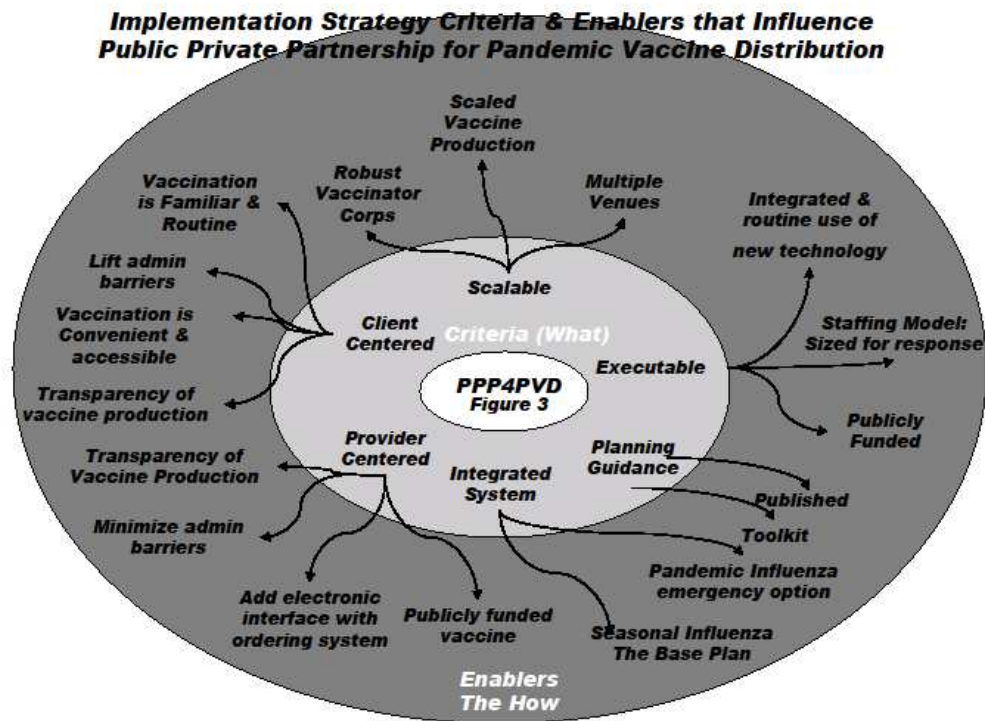 Implementation Strategy Criteria & Enablers that Influence
Public Private Partnership for Pandemic Vaccine Distribution
Scaled
Vaccine
Production
Robust
Vaccinator
Corps
Multiple
Venues
Vaccination
is Familiar &
Routine
Integrated &
routine use of
new technology
Lift admin
barriers
Scalable
Vaccination is
Convenient &
accessible
Client
Centered
Criteria (What)
Staffing Model:
Sized for response
Executable
PPP4PVD
Figure 3
Transparency of
vaccine production
Publicly
Funded
Provider
Centered
Planning
Guidance
Transparency of
Vaccine Production
Integrated
System
Published
Minimize admin
barriers
Toolkit
Pandemic Influenza
emergency option
Add electronic
interface with
ordering system
Publicly funded
vaccine
Seasonal Influenza
The Base Plan
Enablers
The How